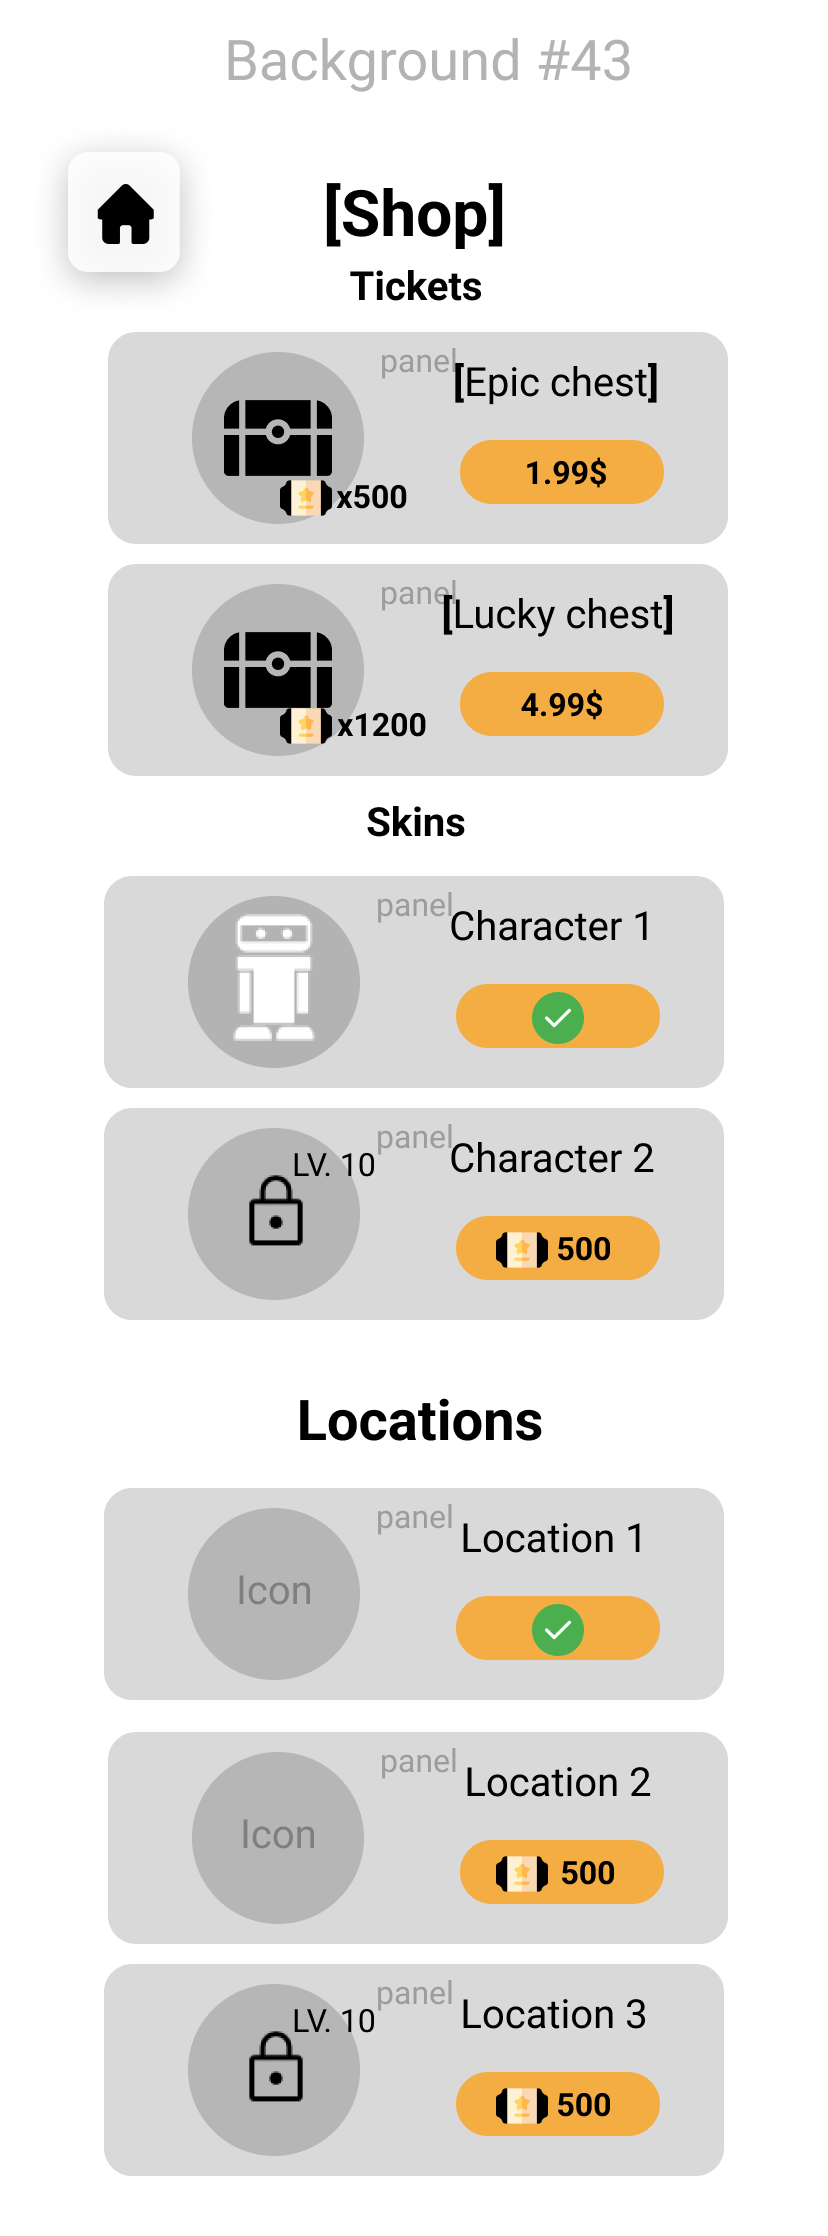 Background #43
[Shop]
Tickets
panel
[Epic chest]
1.99$
x500
panel
[Lucky chest]
4.99$
x1200
Skins
panel
Character 1
panel
LV. 10
Character 2
500
Locations
panel
Location 1
Icon
panel
Location 2
Icon
500
panel
LV. 10
Location 3
500